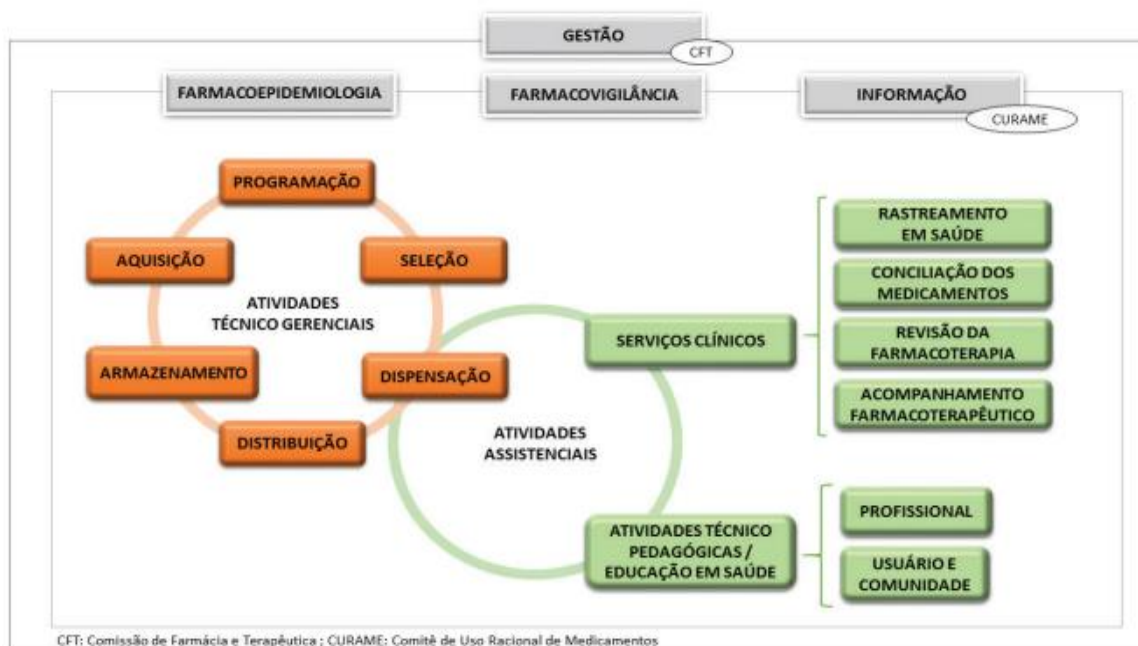 GESTÃO
CFT
FARMACOEPIDEMIOLOGIA
FARMACOVIGILÂNCIA
INFORMAÇÃO
CURAME
PROGRAMAÇÃO
AQUISIÇÃO
SELEÇÃO
ATIVIDADES
TÉCNICO GERENCIAIS
ARMAZENAMENTO
DISPENSAÇÃO
DISTRIBUIÇÃO
ATIVIDADES
ASSISTENCIAIS
SERVIÇOS CLÍNICOS
RASTREAMENTO
EM SAÚDE
CONCILIAÇÃO DOS
MEDICAMENTOS
REVISÃO DA
FARMACOTERAPIA
ACOMPANHAMENTO
FARMACOTERAPÊUTICO
ATIVIDADES TÉCNICO
PEDAGÓGICAS /
EDUCAÇÃO EM SAÚDE
PROFISSIONAL
USUÁRIO E
COMUNIDADE
CFT: Comissão de Farmácia e Terapêutica ; CURAME: Comitê de Uso Racional de Medicamentos